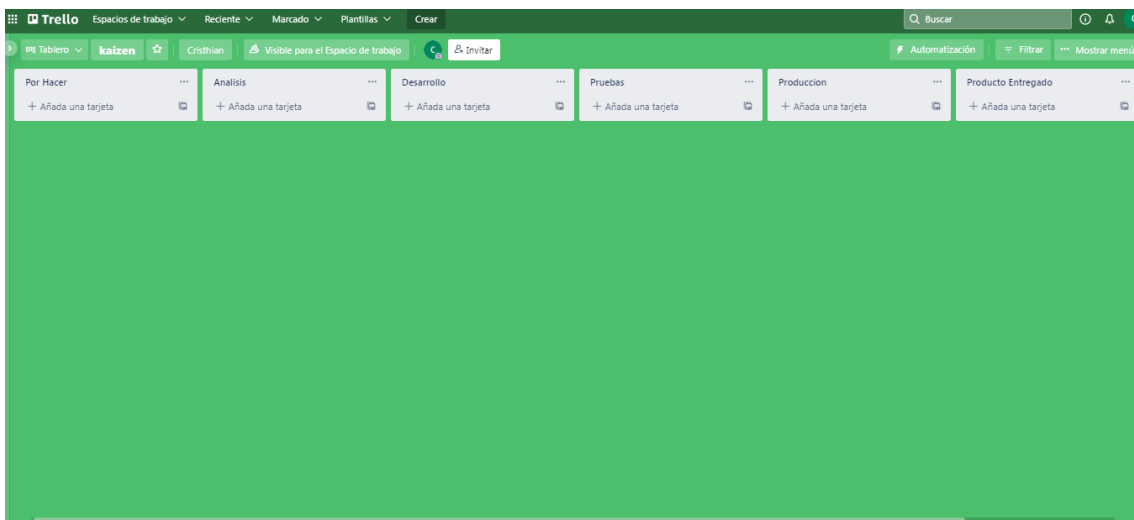 Trello Espacios de trabajo Reciente Marcado Plantillas Crear Buscar
Tablero kaizen Cristhian Visible para el Espacio de trabajo C Invitar Automatización Filtrar ... Mostrar menú
Por Hacer ... Analisis ... Desarrollo ... Pruebas ... Produccion ... Producto Entregado ...
+ Añada una tarjeta + Añada una tarjeta + Añada una tarjeta + Añada una tarjeta + Añada una tarjeta + Añada una tarjeta